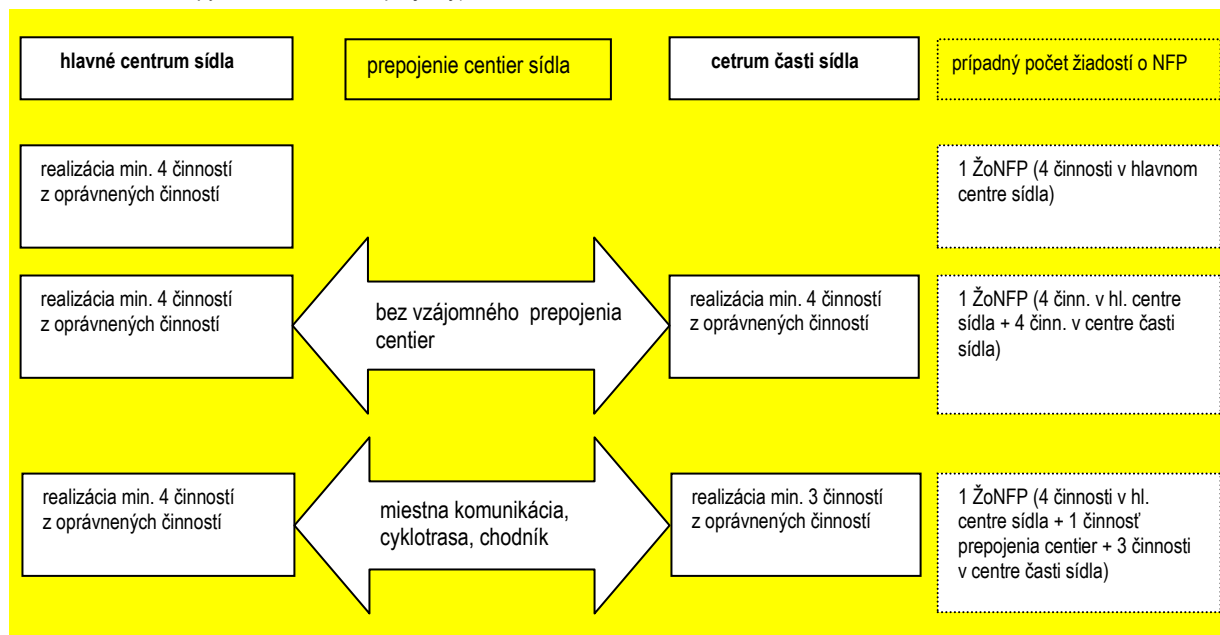 hlavné centrum sídla
prepojenie centier sídla
cetrum časti sídla
prípadný počet žiadostí o NFP
realizácia min. 4 činností
z oprávnených činností
1 ŽoNFP (4 činnosti v hlavnom
centre sídla)
realizácia min. 4 činností
z oprávnených činností
bez vzájomného prepojenia
centier
realizácia min. 4 činností
z oprávnených činností
1 ŽoNFP (4 činn. v hl. centre
sídla + 4 činn. v centre časti
sídla)
realizácia min. 4 činností
z oprávnených činností
miestna komunikácia,
cyklotrasa, chodník
realizácia min. 3 činností
z oprávnených činností
1 ŽoNFP (4 činnosti v hl.
centre sídla + 1 činnosť
prepojenia centier + 3 činnosti
v centre časti sídla)